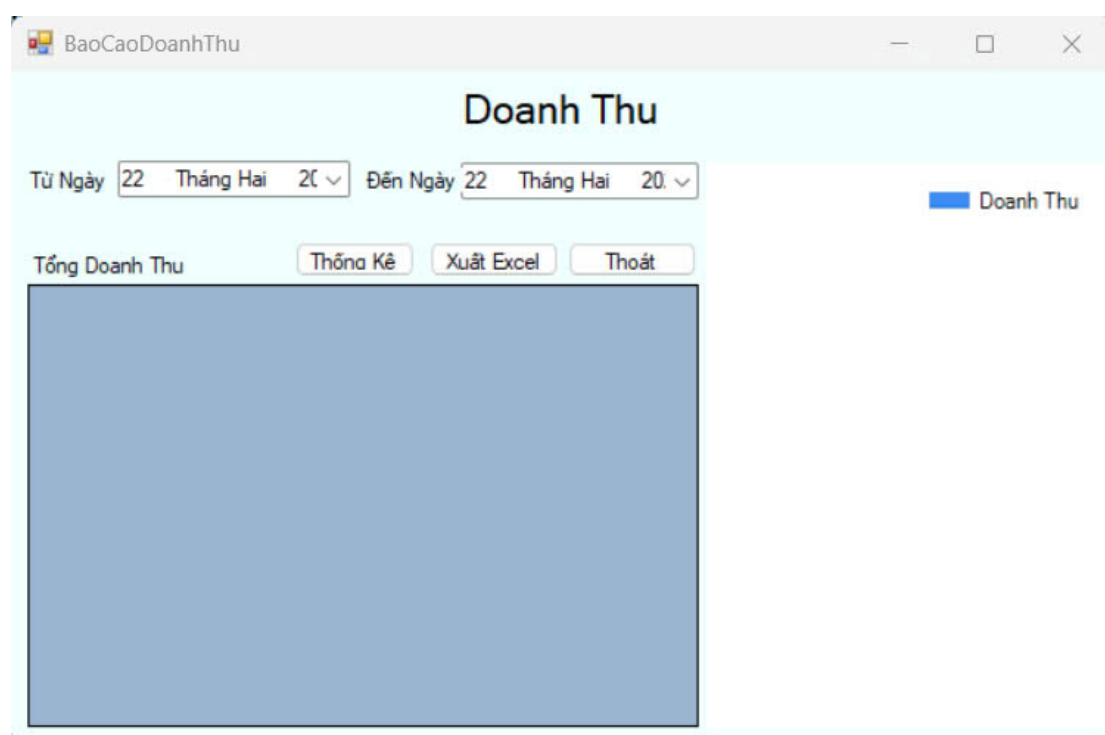 BaoCaoDoanhThu
Doanh Thu
Từ Ngày 22 Tháng Hai Đến Ngày 22 Tháng Hai
Doanh Thu
Tổng Doanh Thu Thống Kê Xuất Excel Thoát